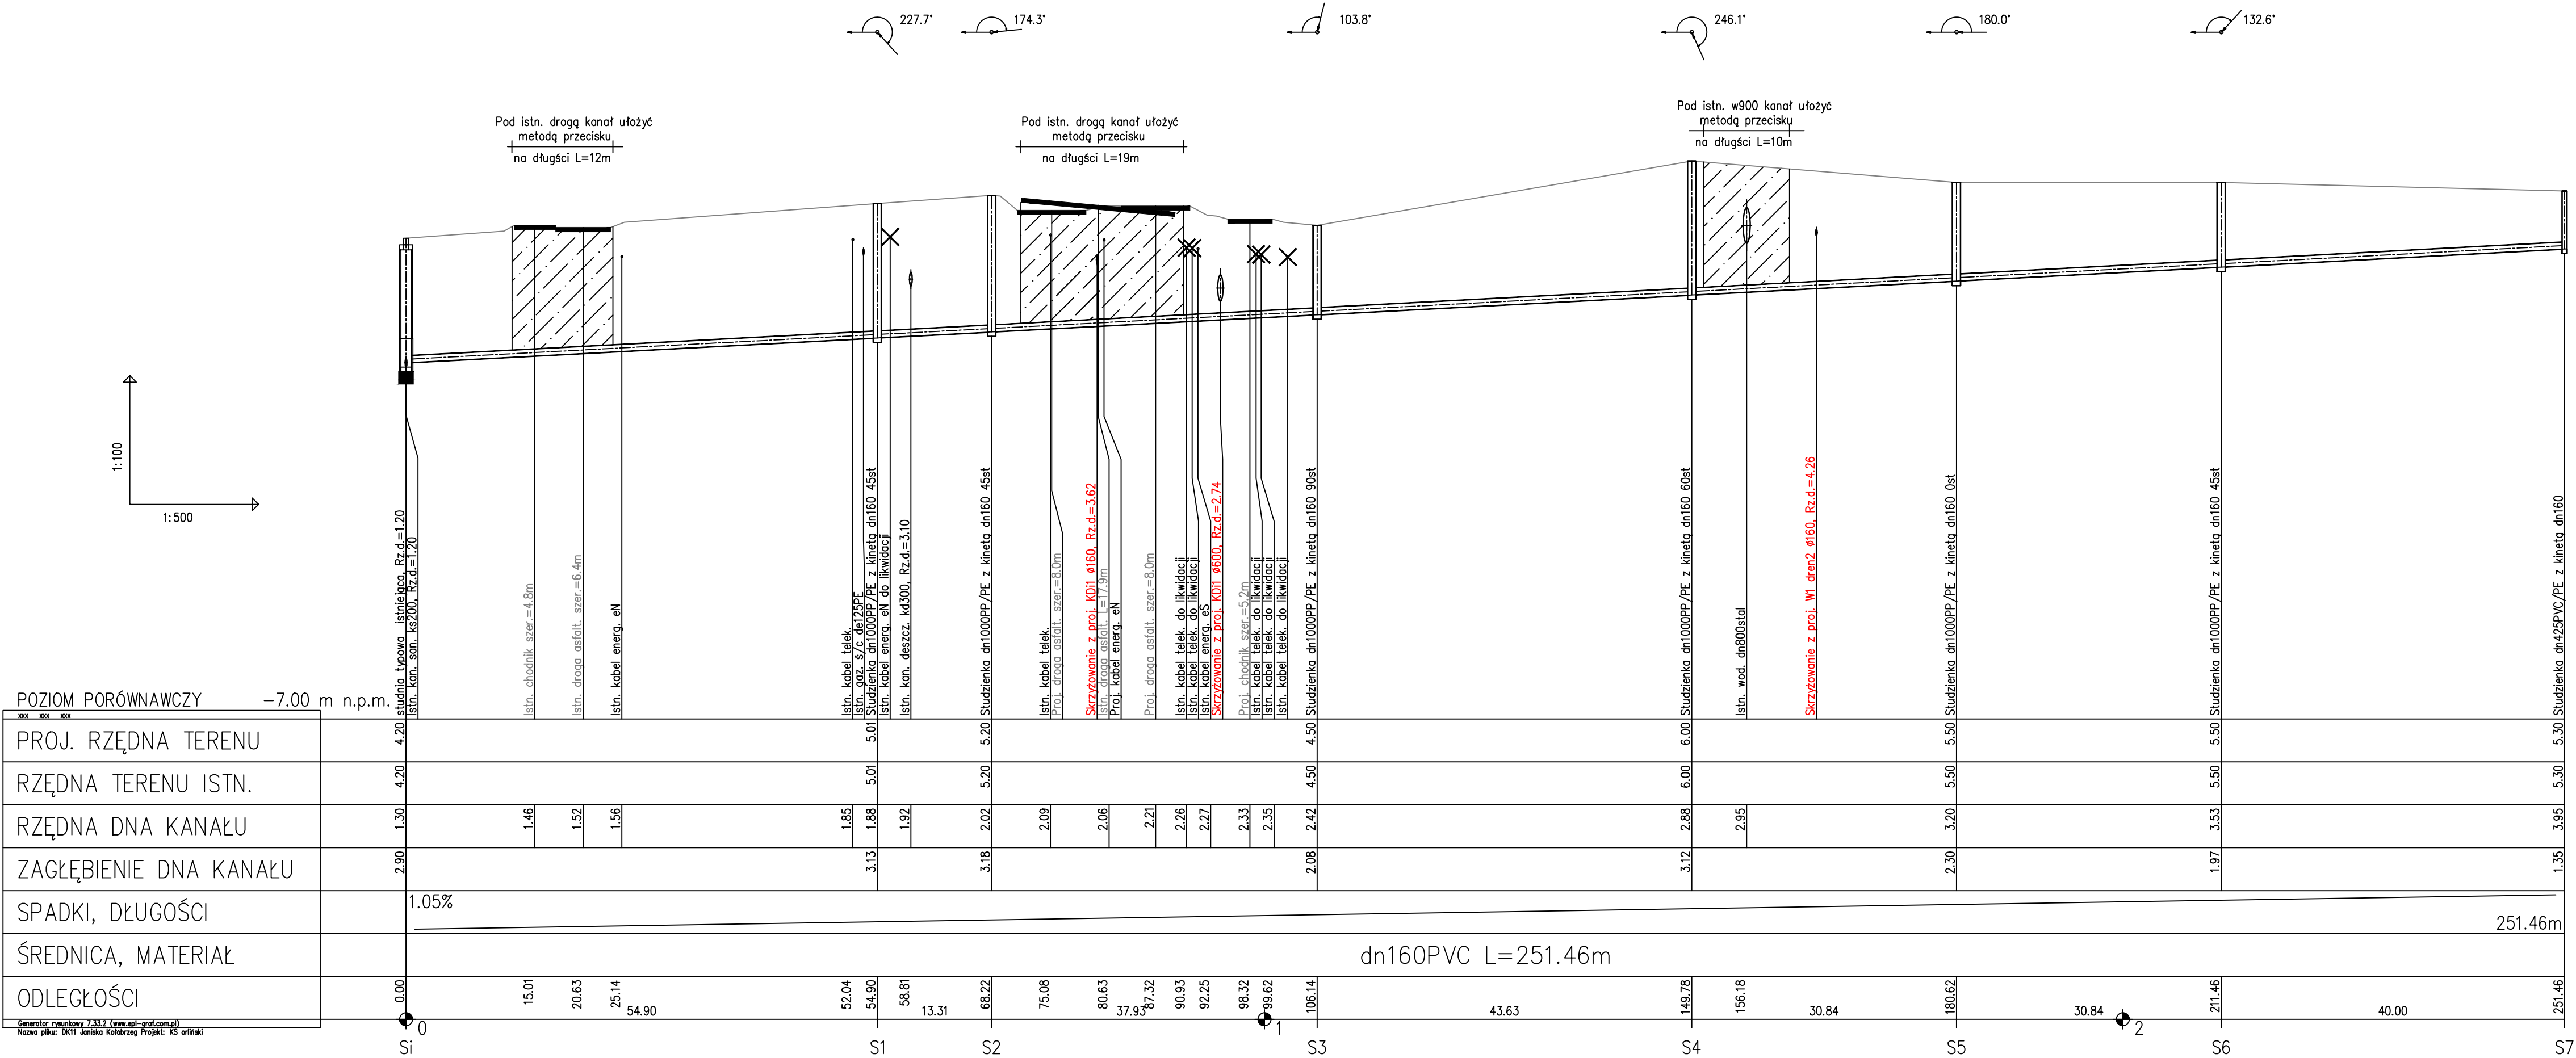 227.7°
174.3°
103.8°
246.1°
180.0°
132.6°
Pod istn. drogą kanał ułożyć
metodą przecisku
na długści L=12m
Pod istn. drogą kanał ułożyć
metodą przecisku
na długści L=19m
Pod istn. w900 kanał ułożyć
metodą przecisku
na długści L=10m
1:100
1:500
studnia typowa istniejąca, Rz.d.=1.20
Istn. kan. san. ks200, Rz.d.=1.20
Istn. chodnik szer.=4.8m
Istn. droga asfalt. szer.=6.4m
Istn. kabel energ. eN
Istn. kabel telek.
Istn. gaz. ś/c de125PE
Studzienka dn1000PP/PE z kinetą dn160 45st
Istn. kabel energ. eN do likwidacji
Istn. kan. deszcz. kd300, Rz.d.=3.10
Studzienka dn1000PP/PE z kinetą dn160 45st
Istn. kabel telek.
Proj. droga asfalt. szer.=8.0m
Skrzyżowanie z proj. KDi1 ø160, Rz.d.=3.62
Istn. droga asfalt. L=17.9m
Proj. kabel energ. eN
Proj. droga asfalt. szer.=8.0m
Istn. kabel telek. do likwidacji
Istn. kabel telek. do likwidacji
Istn. kabel energ. eS
Skrzyżowanie z proj. KDi1 ø600, Rz.d.=2.74
Proj. chodnik szer.=5.2m
Istn. kabel telek. do likwidacji
Istn. kabel telek. do likwidacji
Istn. kabel telek. do likwidacji
Studzienka dn1000PP/PE z kinetą dn160 90st
Studzienka dn1000PP/PE z kinetą dn160 60st
Istn. wod. dn800stal
Skrzyżowanie z proj. W1 dren2 ø160, Rz.d.=4.26
Studzienka dn1000PP/PE z kinetą dn160 0st
Studzienka dn1000PP/PE z kinetą dn160 45st
Studzienka dn425PVC/PE z kinetą dn160
POZIOM PORÓWNAWCZY -7.00 m n.p.m.
xxx xxx xxx
PROJ. RZĘDNA TERENU 4.20 5.01 5.20 4.50 6.00 5.50 5.50 5.30
RZĘDNA TERENU ISTN. 4.20 5.01 5.20 4.50 6.00 5.50 5.50 5.30
RZĘDNA DNA KANAŁU 1.30 1.46 1.52 1.56 1.85 1.88 1.92 2.02 2.09 2.06 2.21 2.26 2.27 2.33 2.35 2.42 2.88 2.95 3.20 3.53 3.95
ZAGŁĘBIENIE DNA KANAŁU 2.90 3.13 3.18 2.08 3.12 2.30 1.97 1.35
SPADKI, DŁUGOŚCI 1.05% 251.46m
ŚREDNICA, MATERIAŁ dn160PVC L=251.46m
ODLEGŁOŚCI 0.00 15.01 20.63 25.14 52.04 54.90 58.81 68.22 75.08 80.63 87.32 90.93 92.25 98.32 99.62 106.14 149.78 156.18 180.62 211.46 251.46
54.90 13.31 37.93 43.63 30.84 30.84 40.00
Generator rysunkowy 7.33.2 (www.epi-graf.com.pl)
Nazwa pliku: DK11 Janiska Kołobrzeg Projekt: KS orliński
0 1 2
Si S1 S2 S3 S4 S5 S6 S7